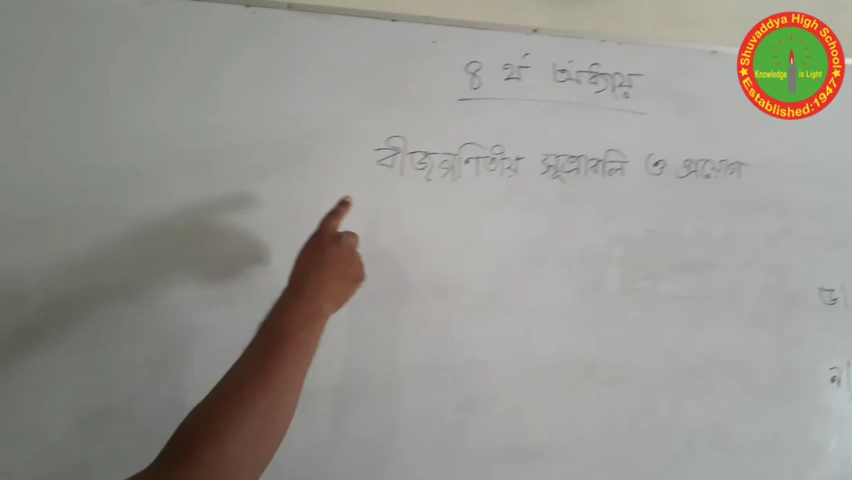 ৪ র্থ অধ্যায়
বীজগণিতীয় সূত্রাবলি ও প্রয়োগ
ড।
ন।
Shuvaddya High School
Knowledge is Light
Established:1947